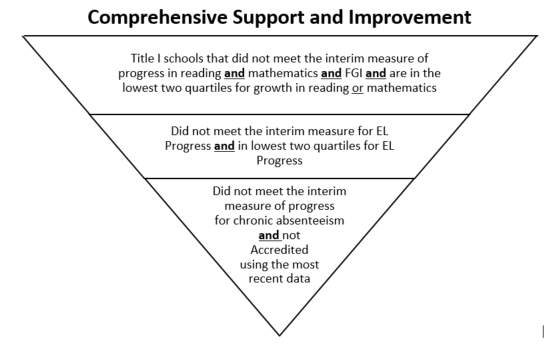 Comprehensive Support and Improvement
Title I schools that did not meet the interim measure of
progress in reading and mathematics and FGI and are in the
lowest two quartiles for growth in reading or mathematics
Did not meet the interim measure for EL
Progress and in lowest two quartiles for EL
Progress
Did not meet the interim
measure of progress
for chronic absenteeism
and not
Accredited
using the most
recent data